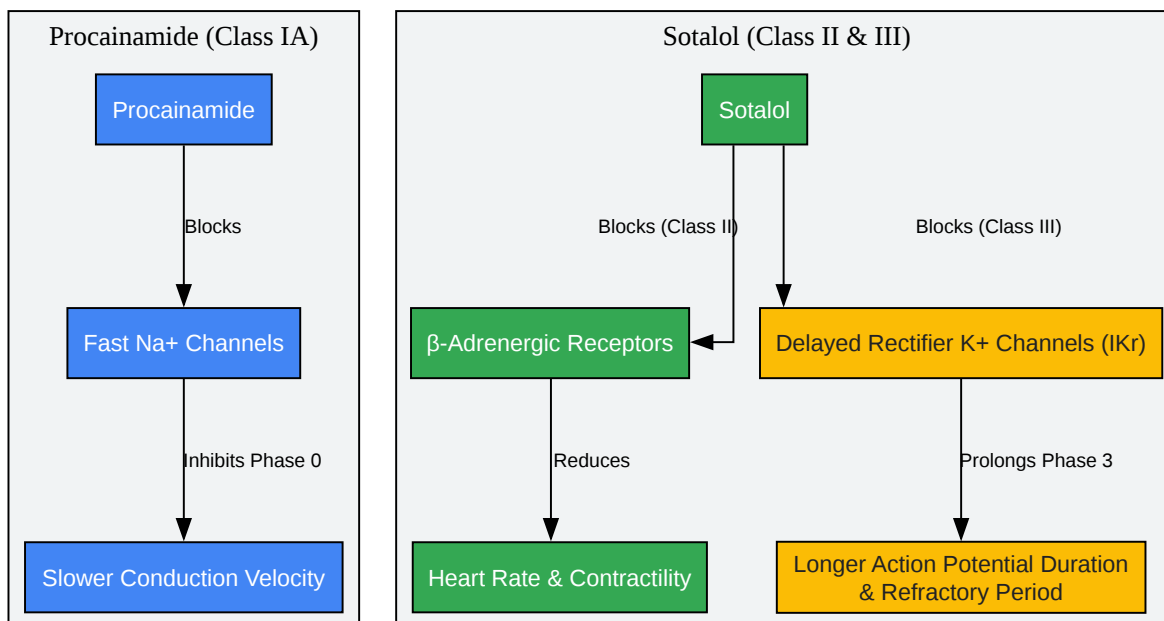 Procainamide (Class IA)
Procainamide
Blocks
Fast Na+ Channels
Inhibits Phase 0
Slower Conduction Velocity
Sotalol (Class II & III)
Sotalol
Blocks (Class II)
Blocks (Class III)
β-Adrenergic Receptors
Delayed Rectifier K+ Channels (IKr)
Reduces
Prolongs Phase 3
Heart Rate & Contractility
Longer Action Potential Duration
& Refractory Period